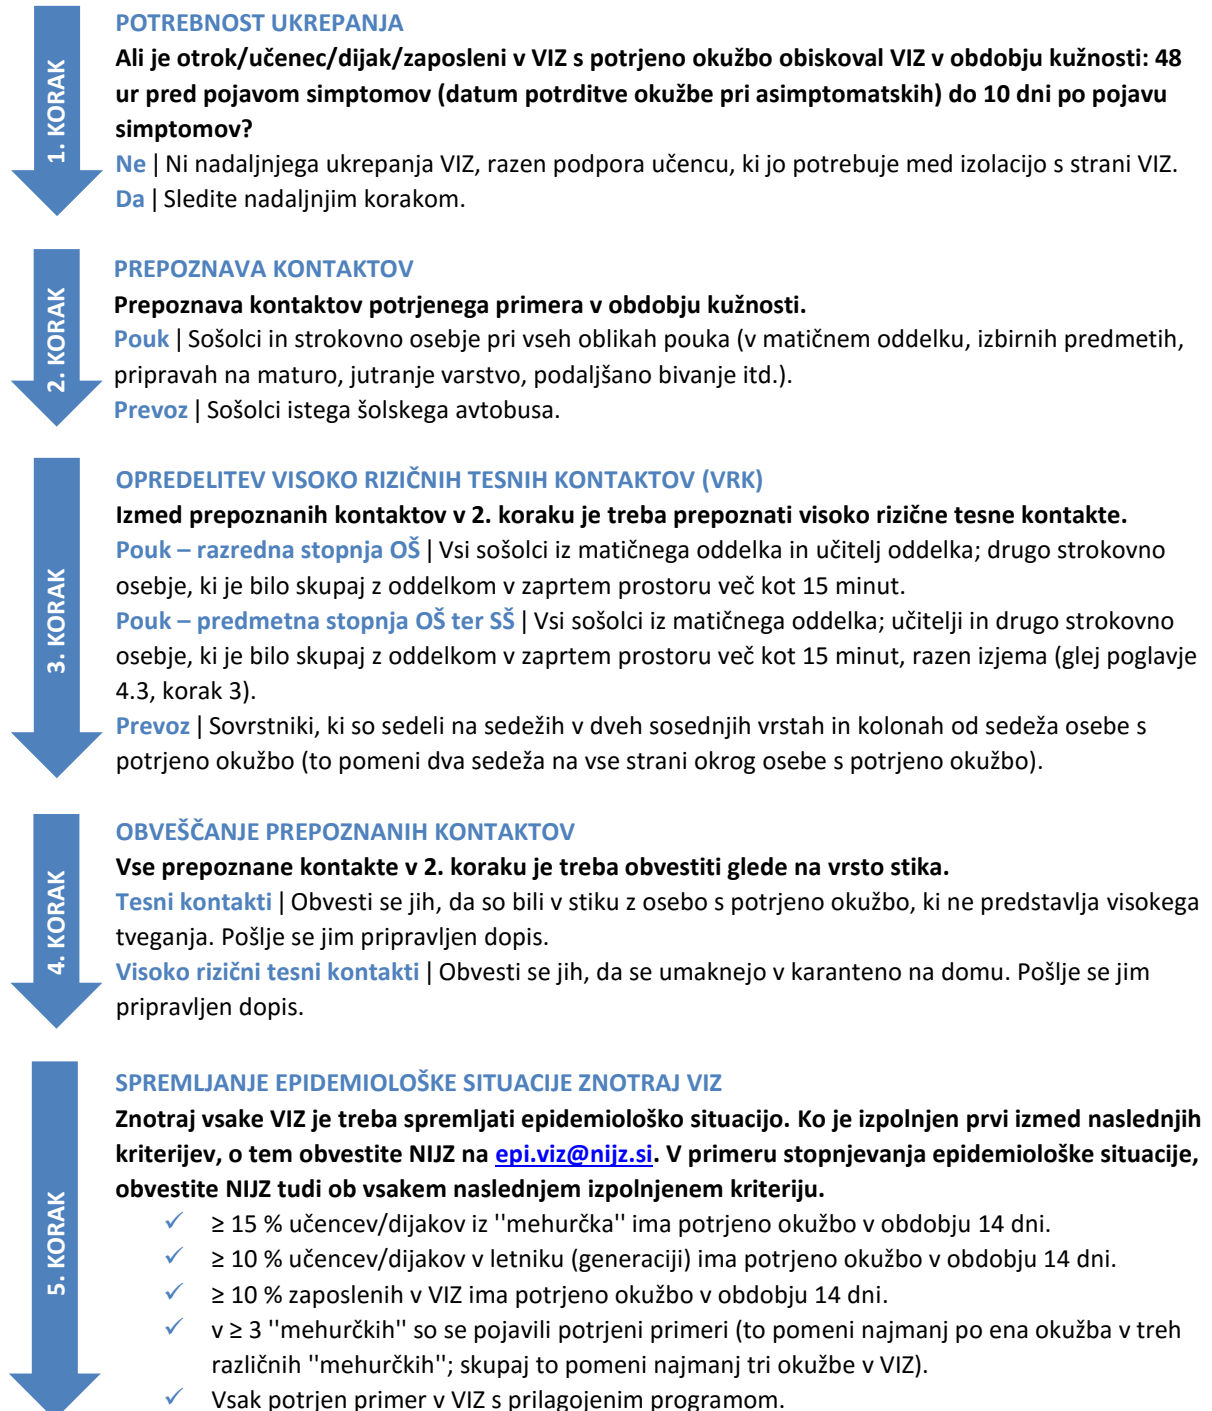 1. KORAK
POTREBNOST UKREPANJA
Ali je otrok/učenec/dijak/zaposleni v VIZ s potrjeno okužbo obiskoval VIZ v obdobju kužnosti: 48
ur pred pojavom simptomov (datum potrditve okužbe pri asimptomatskih) do 10 dni po pojavu
simptomov?
Ne | Ni nadaljnjega ukrepanja VIZ, razen podpora učencu, ki jo potrebuje med izolacijo s strani VIZ.
Da | Sledite nadaljnjim korakom.
2. KORAK
PREPOZNAVA KONTAKTOV
Prepoznava kontaktov potrjenega primera v obdobju kužnosti.
Pouk | Sošolci in strokovno osebje pri vseh oblikah pouka (v matičnem oddelku, izbirnih predmetih,
pripravah na maturo, jutranje varstvo, podaljšano bivanje itd.).
Prevoz | Sošolci istega šolskega avtobusa.
3. KORAK
OPREDELITEV VISOKO RIZIČNIH TESNIH KONTAKTOV (VRK)
Izmed prepoznanih kontaktov v 2. koraku je treba prepoznati visoko rizične tesne kontakte.
Pouk – razredna stopnja OŠ | Vsi sošolci iz matičnega oddelka in učitelj oddelka; drugo strokovno
osebje, ki je bilo skupaj z oddelkom v zaprtem prostoru več kot 15 minut.
Pouk – predmetna stopnja OŠ ter SŠ | Vsi sošolci iz matičnega oddelka; učitelji in drugo strokovno
osebje, ki je bilo skupaj z oddelkom v zaprtem prostoru več kot 15 minut, razen izjema (glej poglavje
4.3, korak 3).
Prevoz | Sovrstniki, ki so sedeli na sedežih v dveh sosednjih vrstah in kolonah od sedeža osebe s
potrjeno okužbo (to pomeni dva sedeža na vse strani okrog osebe s potrjeno okužbo).
4. KORAK
OBVEŠČANJE PREPOZNANIH KONTAKTOV
Vse prepoznane kontakte v 2. koraku je treba obvestiti glede na vrsto stika.
Tesni kontakti | Obvesti se jih, da so bili v stiku z osebo s potrjeno okužbo, ki ne predstavlja visokega
tveganja. Pošlje se jim pripravljen dopis.
Visoko rizični tesni kontakti | Obvesti se jih, da se umaknejo v karanteno na domu. Pošlje se jim
pripravljen dopis.
5. KORAK
SPREMLJANJE EPIDEMIOLOŠKE SITUACIJE ZNOTRAJ VIZ
Znotraj vsake VIZ je treba spremljati epidemiološko situacijo. Ko je izpolnjen prvi izmed naslednjih
kriterijev, o tem obvestite NIJZ na epi.viz@nijz.si. V primeru stopnjevanja epidemiološke situacije,
obvestite NIJZ tudi ob vsakem naslednjem izpolnjenem kriteriju.
✓ ≥ 15 % učencev/dijakov iz ''mehurčka'' ima potrjeno okužbo v obdobju 14 dni.
✓ ≥ 10 % učencev/dijakov v letniku (generaciji) ima potrjeno okužbo v obdobju 14 dni.
✓ ≥ 10 % zaposlenih v VIZ ima potrjeno okužbo v obdobju 14 dni.
✓ v ≥ 3 ''mehurčkih'' so se pojavili potrjeni primeri (to pomeni najmanj po ena okužba v treh
različnih ''mehurčkih''; skupaj to pomeni najmanj tri okužbe v VIZ).
✓ Vsak potrjen primer v VIZ s prilagojenim programom.